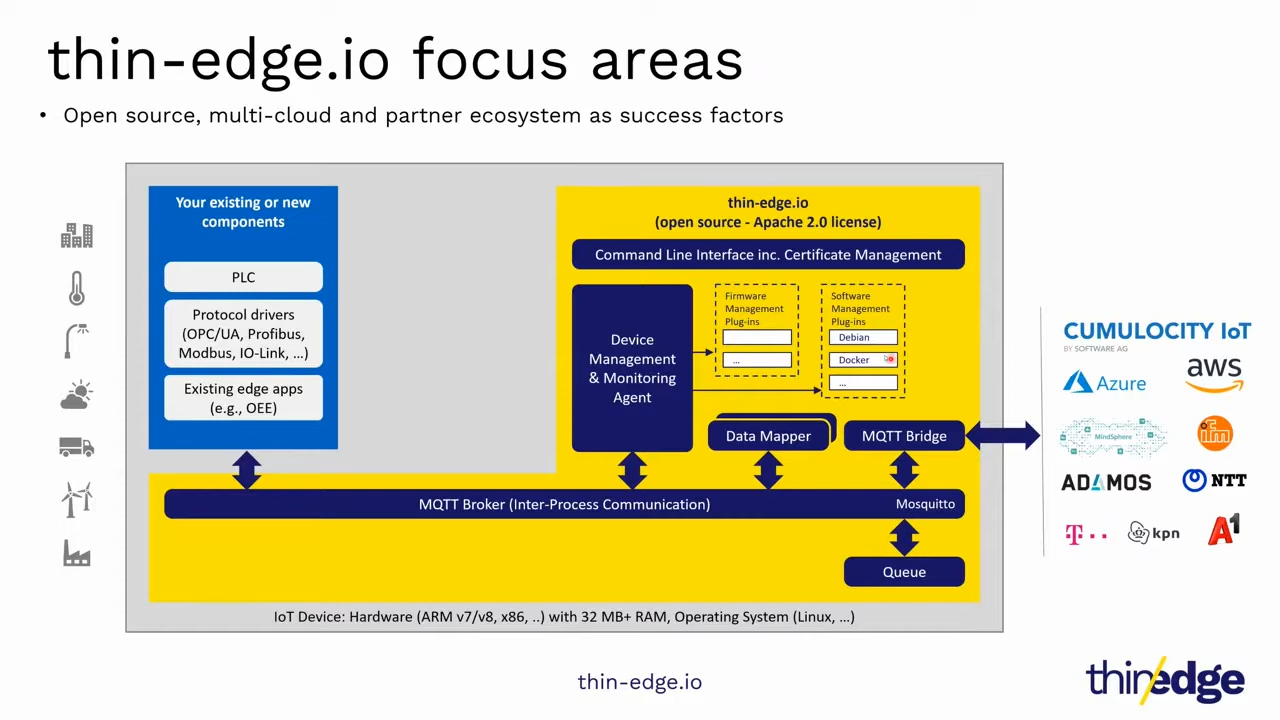 thin-edge.io focus areas
• Open source, multi-cloud and partner ecosystem as success factors
Your existing or new
components
PLC
Protocol drivers
(OPC/UA, Profibus,
Modbus, IO-Link, ...)
Existing edge apps
(e.g., OEE)
thin-edge.io
(open source - Apache 2.0 license)
Command Line Interface inc. Certificate Management
Device
Management
& Monitoring
Agent
Firmware
Management
Plug-ins
...
Software
Management
Plug-ins
Debian
Docker
...
Data Mapper
MQTT Bridge
MQTT Broker (Inter-Process Communication)
Mosquitto
Queue
IoT Device: Hardware (ARM v7/v8, x86, ..) with 32 MB+ RAM, Operating System (Linux, ...)
CUMULOCITY IoT
BY SOFTWARE AG
Azure
aws
MindSphere
ifm
ADAMOS
NTT
T
kpn
A1
thin-edge.io
thin/edge